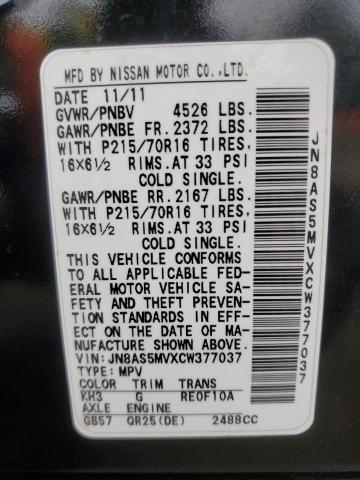 MFD BY NISSAN MOTOR CO., LTD.
DATE 11/11
GVWR/PNBV 4526 LBS.
GAWR/PNBE FR. 2372 LBS.
WITH P215/70R16 TIRES,
16X6½ RIMS. AT 33 PSI
COLD SINGLE.
GAWR/PNBE RR. 2167 LBS.
WITH P215/70R16 TIRES,
16X6½ RIMS. AT 33 PSI
COLD SINGLE.
THIS VEHICLE CONFORMS
TO ALL APPLICABLE FED-
ERAL MOTOR VEHICLE SA-
FETY AND THEFT PREVEN-
TION STANDARDS IN EFF-
ECT ON THE DATE OF MA-
NUFACTURE SHOWN ABOVE.
VIN:JN8AS5MVXCW377037
TYPE: MPV
COLOR TRIM TRANS
KH3 G RE0F10A
AXLE ENGINE
GB57 QR25(DE) 2488CC
JN8AS5MVXCW377037